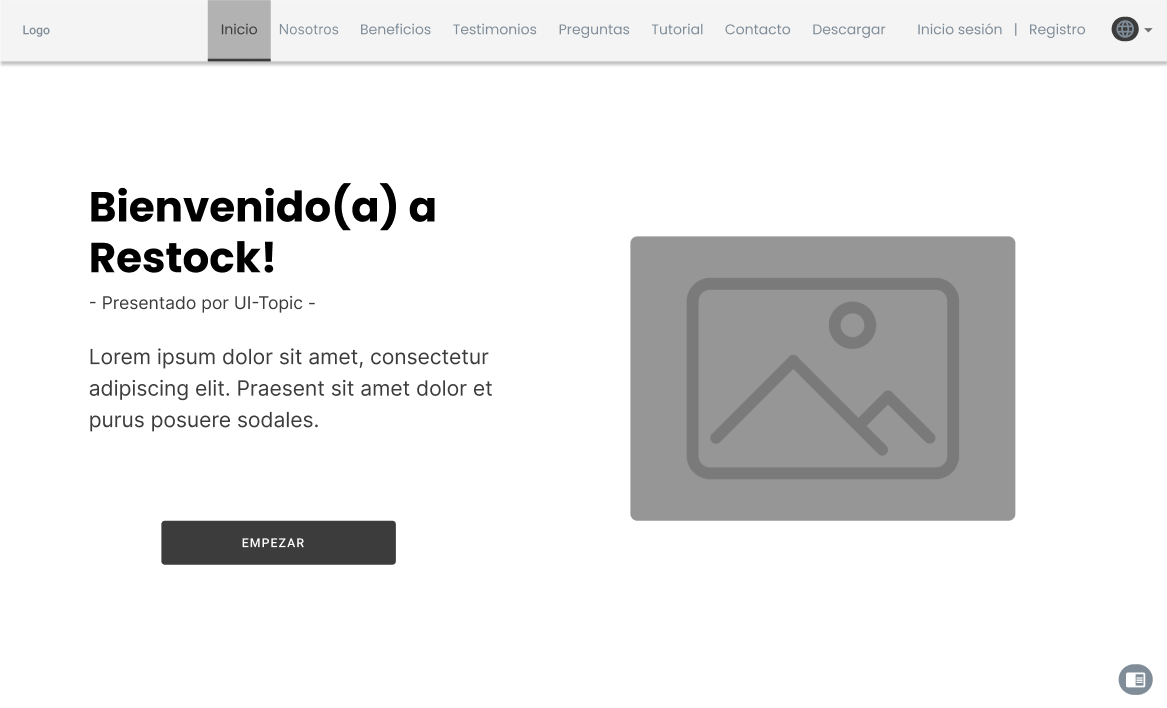 Logo
Inicio
Nosotros
Beneficios
Testimonios
Preguntas
Tutorial
Contacto
Descargar
Inicio sesión | Registro
Bienvenido(a) a
Restock!
- Presentado por UI-Topic -
Lorem ipsum dolor sit amet, consectetur
adipiscing elit. Praesent sit amet dolor et
purus posuere sodales.
EMPEZAR